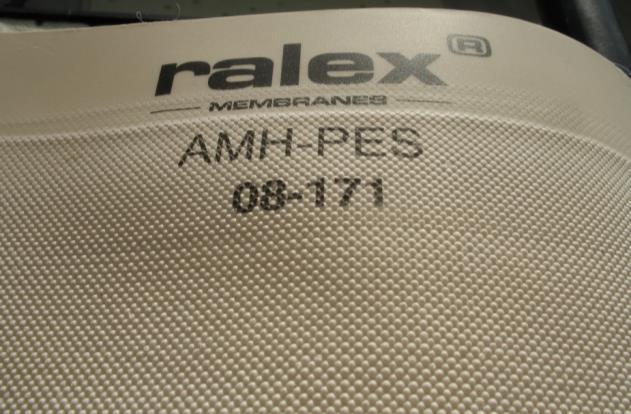 ralex®
MEMBRANES
AMH-PES
08-171